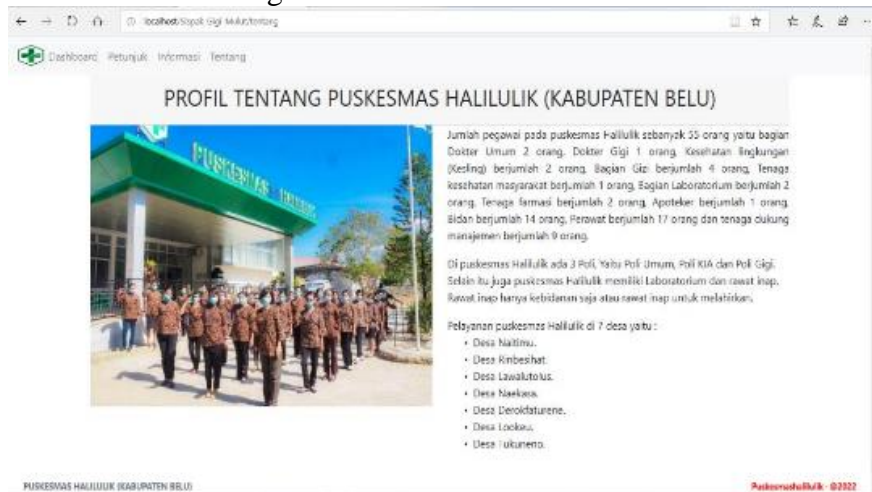 localhost/Sapak Gigi Mulut/tentang
Dashboard Petunjuk Informasi Tentang
PROFIL TENTANG PUSKESMAS HALILULIK (KABUPATEN BELU)
PUSKESMAS HALILULIK
Jumlah pegawai pada puskesmas Halilulik sebanyak 55 orang yaitu bagian
Dokter Umum 2 orang, Dokter Gigi 1 orang, Kesehatan lingkungan
(Kesling) berjumlah 2 orang, Bagian Gizi berjumlah 4 orang, Tenaga
kesehatan masyarakat berjumlah 1 orang, Bagian Laboratorium berjumlah 2
orang, Tenaga farmasi berjumlah 2 orang, Apoteker berjumlah 1 orang,
Bidan berjumlah 14 orang, Perawat berjumlah 17 orang dan tenaga dukung
manajemen berjumlah 9 orang.
Di puskesmas Halilulik ada 3 Poli, Yaitu Poli Umum, Poli KIA dan Poli Gigi.
Selain itu juga puskesmas Halilulik memiliki Laboratorium dan rawat inap.
Rawat inap hanya kebidanan saja atau rawat inap untuk melahirkan.
Pelayanan puskesmas Halilulik di 7 desa yaitu :
• Desa Naitimu.
• Desa Rinbesihat.
• Desa Lawalutolus.
• Desa Naekasa.
• Desa Derokfaturene.
• Desa Lookeu.
• Desa Tukuneno.
PUSKESMAS HALILULIK (KABUPATEN BELU)
Puskesmashalilulik - ©2022